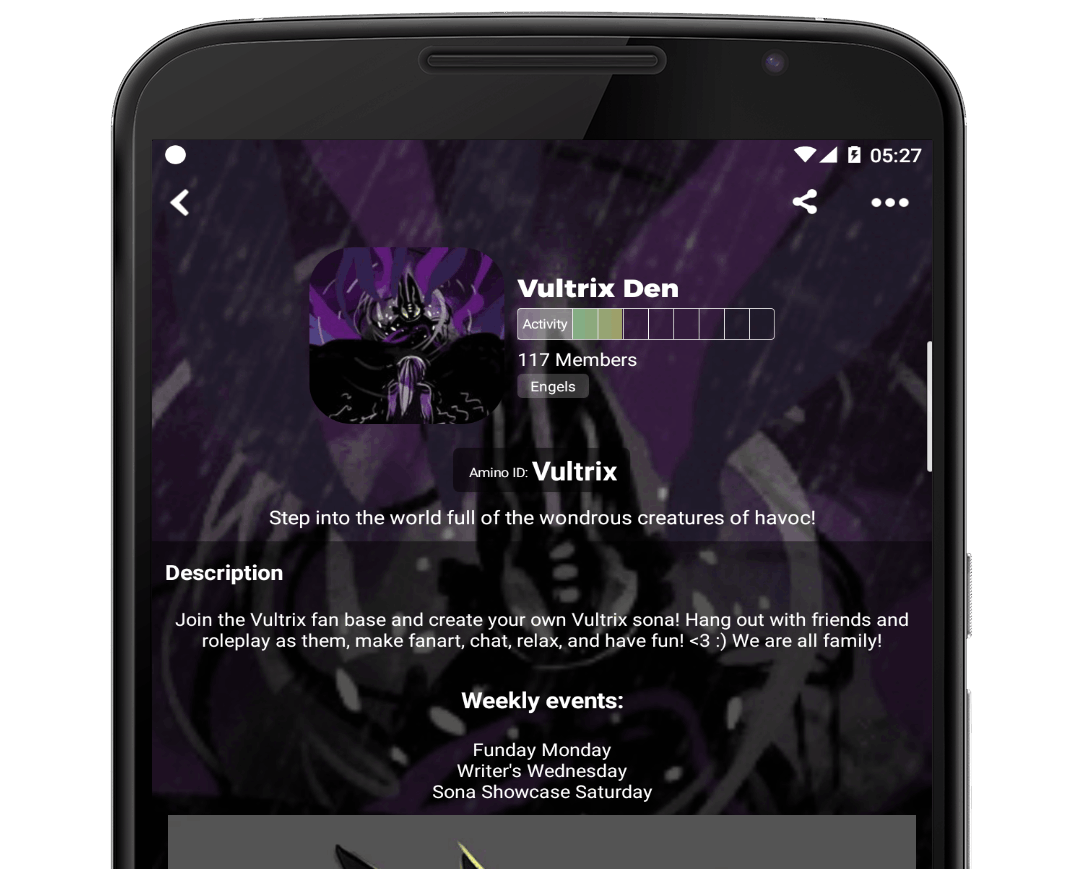 05:27
Vultrix Den
Activity
117 Members
Engels
Amino ID: Vultrix
Step into the world full of the wondrous creatures of havoc!
Description
Join the Vultrix fan base and create your own Vultrix sona! Hang out with friends and
roleplay as them, make fanart, chat, relax, and have fun! <3 :) We are all family!
Weekly events:
Funday Monday
Writer's Wednesday
Sona Showcase Saturday